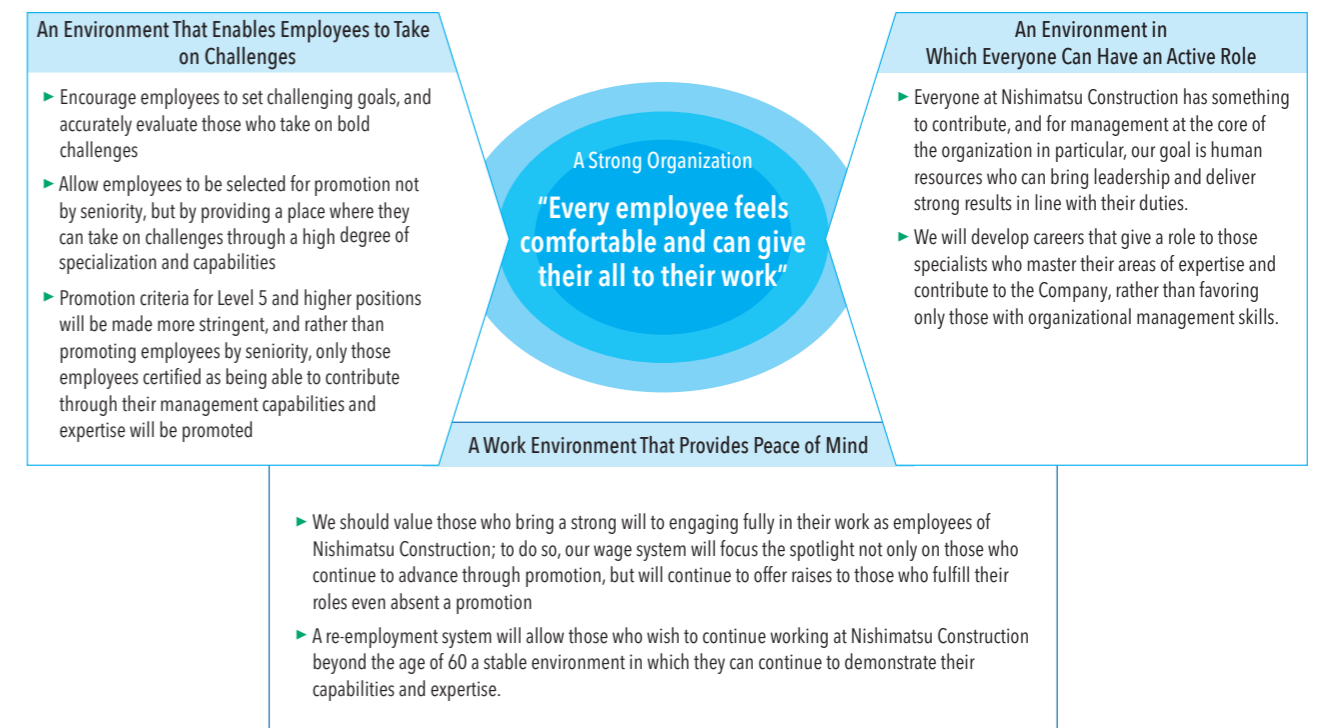 An Environment That Enables Employees to Take
on Challenges
► Encourage employees to set challenging goals, and
accurately evaluate those who take on bold
challenges
► Allow employees to be selected for promotion not
by seniority, but by providing a place where they
can take on challenges through a high degree of
specialization and capabilities
► Promotion criteria for Level 5 and higher positions
will be made more stringent, and rather than
promoting employees by seniority, only those
employees certified as being able to contribute
through their management capabilities and
expertise will be promoted
A Strong Organization
“Every employee feels
comfortable and can give
their all to their work”
An Environment in
Which Everyone Can Have an Active Role
► Everyone at Nishimatsu Construction has something
to contribute, and for management at the core of
the organization in particular, our goal is human
resources who can bring leadership and deliver
strong results in line with their duties.
► We will develop careers that give a role to those
specialists who master their areas of expertise and
contribute to the Company, rather than favoring
only those with organizational management skills.
A Work Environment That Provides Peace of Mind
► We should value those who bring a strong will to engaging fully in their work as employees of
Nishimatsu Construction; to do so, our wage system will focus the spotlight not only on those who
continue to advance through promotion, but will continue to offer raises to those who fulfill their
roles even absent a promotion
► A re-employment system will allow those who wish to continue working at Nishimatsu Construction
beyond the age of 60 a stable environment in which they can continue to demonstrate their
capabilities and expertise.